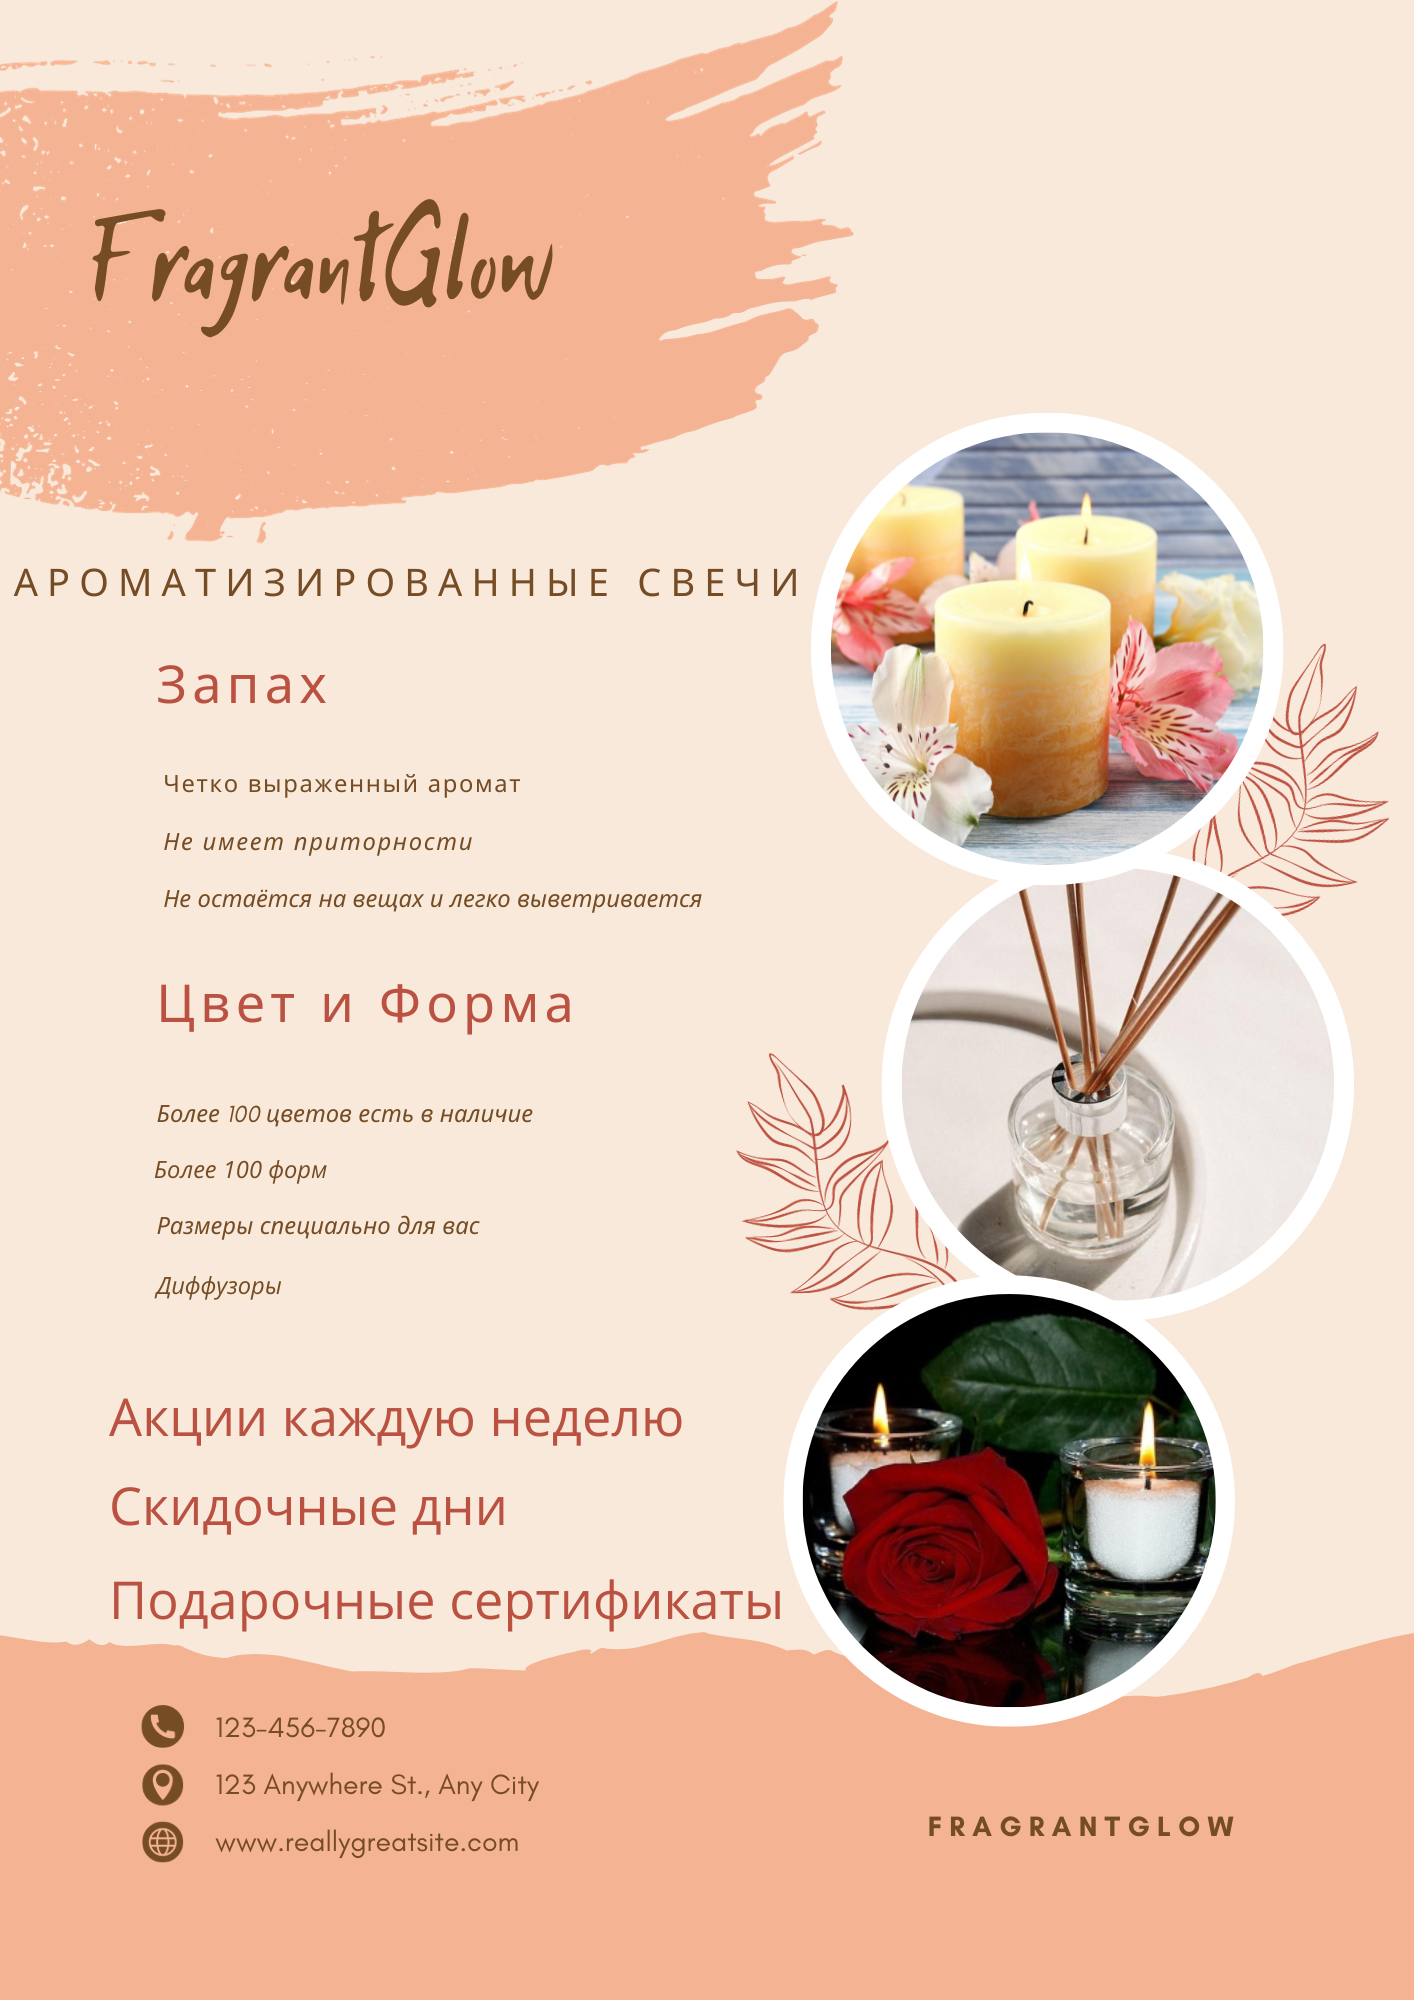 FragrantGlow
АРОМАТИЗИРОВАННЫЕ СВЕЧИ
Запах
Четко выраженный аромат
Не имеет приторности
Не остаётся на вещах и легко выветривается
Цвет и Форма
Более 100 цветов есть в наличие
Более 100 форм
Размеры специально для вас
Диффузоры
Акции каждую неделю
Скидочные дни
Подарочные сертификаты
123-456-7890
123 Anywhere St., Any City
www.reallygreatsite.com
FRAGRANTGLOW